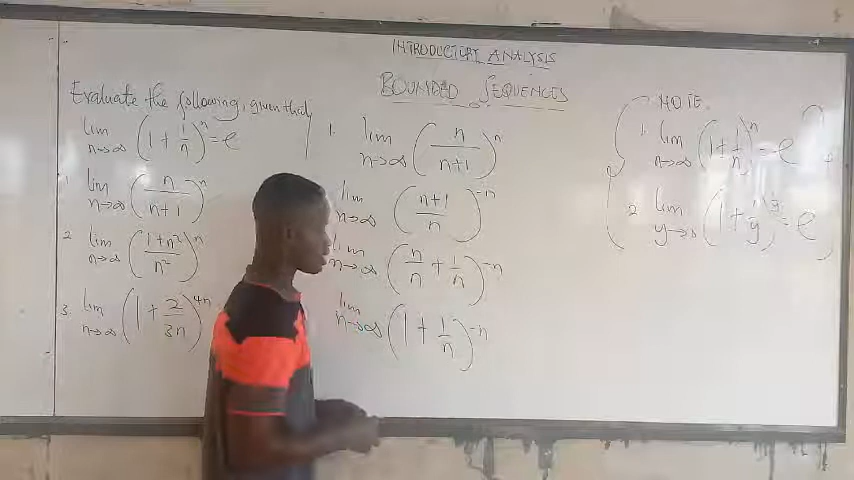 INTRODUCTORY ANALYSIS
BOUNDED SEQUENCES
Evaluate the following, given that
lim n→∞ (1 + 1/n)^n = e
1 lim n→∞ (n/(n+1))^n
2 lim n→∞ ((1+n²)/n²)^n
3. lim n→∞ (1 + 2/3n)^4n
1. lim n→∞ (n/(n+1))^n
lim n→∞ ((n+1)/n)^-n
lim n→∞ (n/n + 1/n)^-n
lim n→∞ (1 + 1/n)^-n
NOTE
1. lim n→∞ (1 + 1/n)^n = e
2 lim (1 + 1/y) = e